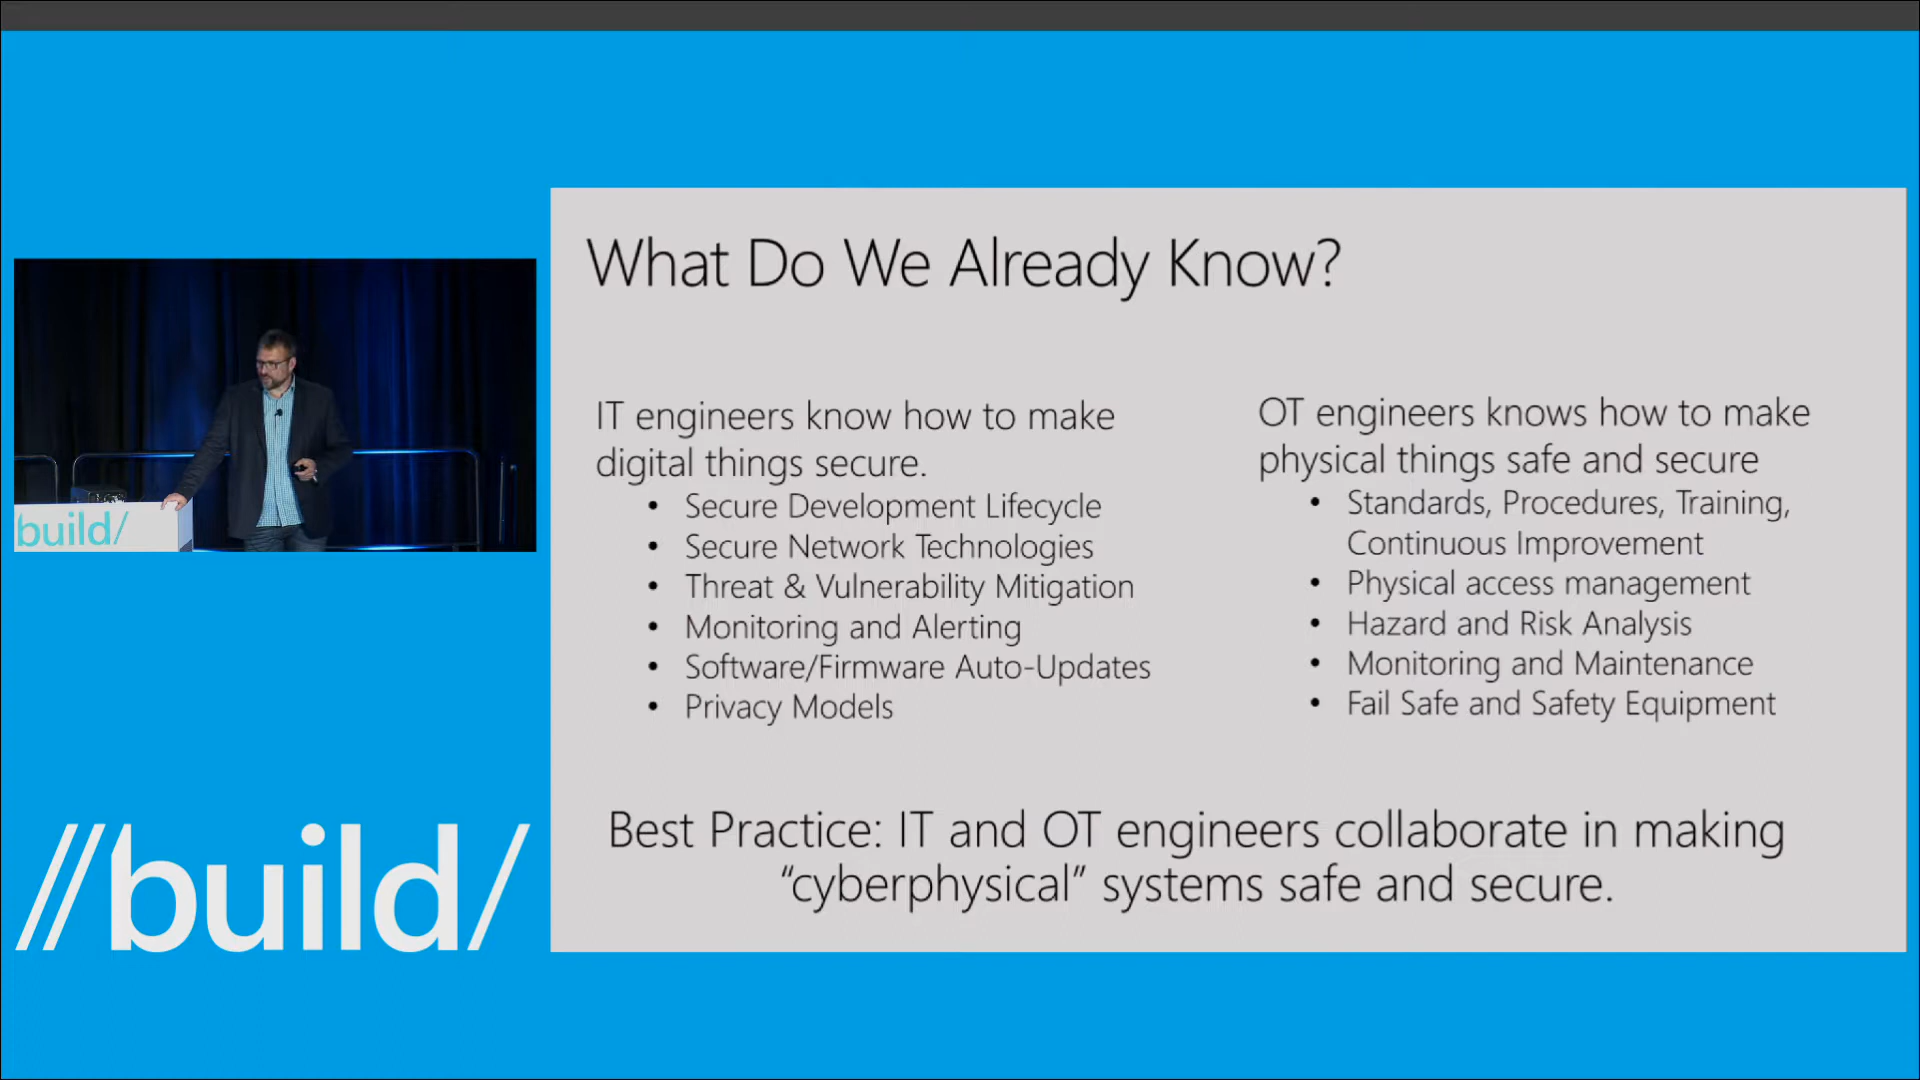 What Do We Already Know?
IT engineers know how to make
digital things secure.
• Secure Development Lifecycle
• Secure Network Technologies
• Threat & Vulnerability Mitigation
• Monitoring and Alerting
• Software/Firmware Auto-Updates
• Privacy Models
OT engineers knows how to make
physical things safe and secure
• Standards, Procedures, Training,
Continuous Improvement
• Physical access management
• Hazard and Risk Analysis
• Monitoring and Maintenance
• Fail Safe and Safety Equipment
Best Practice: IT and OT engineers collaborate in making
“cyberphysical” systems safe and secure.
build/
//build/